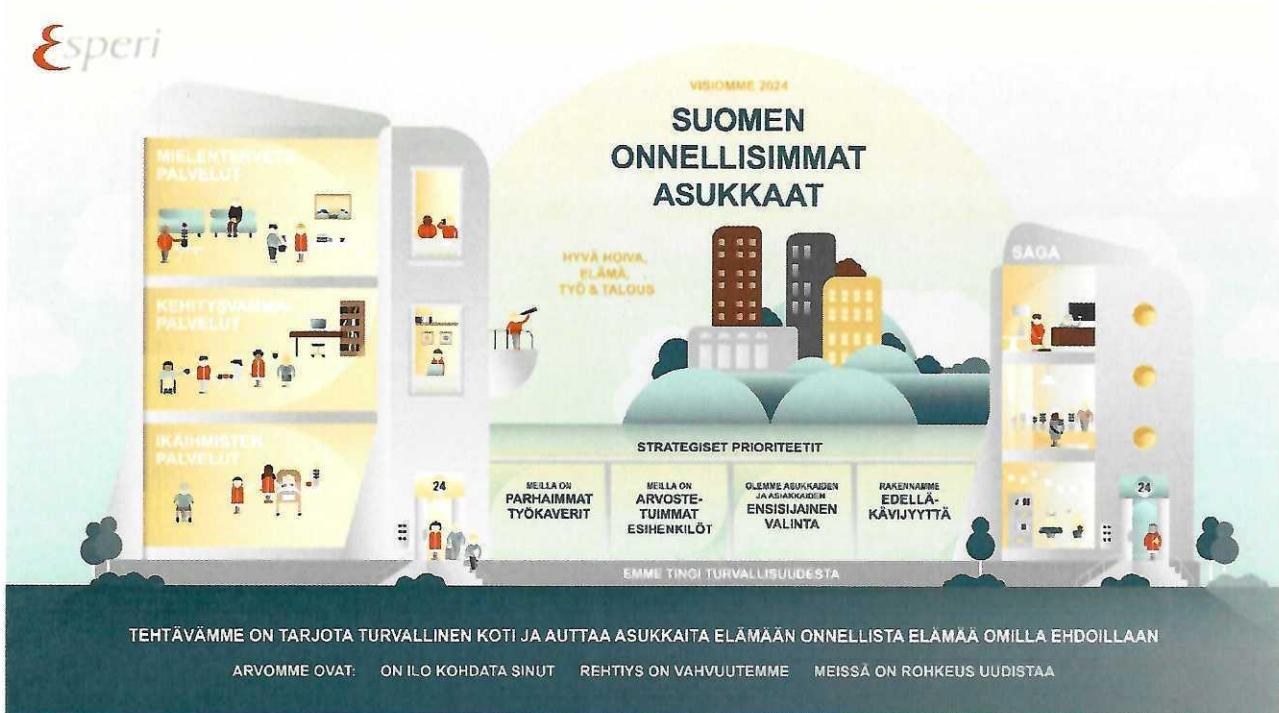 Esperi
VISIOMME 2024
SUOMEN
ONNELLISIMMAT
ASUKKAAT
HYVÄ HOIVA,
ELÄMÄ,
TYÖ & TALOUS
MIELENTERVEYS
PALVELUT
KEHITYSVAMMA-
PALVELUT
IKÄIHMISTEN
PALVELUT
24
SAGA
24
STRATEGISET PRIORITEETIT
MEILLÄ ON
PARHAIMMAT
TYÖKAVERIT
MEILLÄ ON
ARVOSTE-
TUIMMAT
ESIHENKILÖT
OLEMME ASUKKAIDEN
JA ASIAKKAIDEN
ENSISIJAINEN
VALINTA
RAKENNAMME
EDELLÄ-
KÄVIJYYTTÄ
EMME TINGI TURVALLISUUDESTA
TEHTÄVÄMME ON TARJOTA TURVALLINEN KOTI JA AUTTAA ASUKKAITA ELÄMÄÄN ONNELLISTA ELÄMÄÄ OMILLA EHDOILLAAN
ARVOMME OVAT: ON ILO KOHDATA SINUT REHTIYS ON VAHVUUTEMME MEISSÄ ON ROHKEUS UUDISTAA